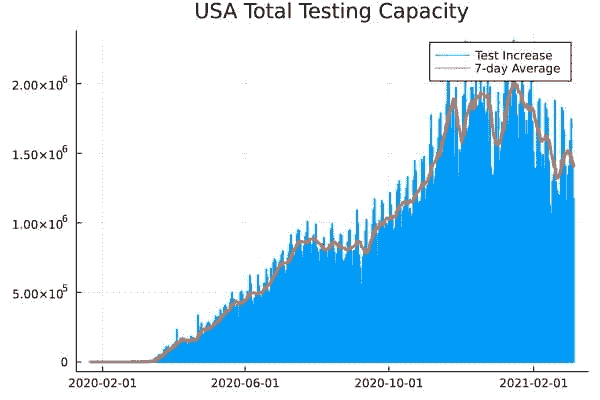 USA Total Testing Capacity
Test Increase
7-day Average
2.00×10⁶
1.50×10⁶
1.00×10⁶
5.00×10⁵
0
2020-02-01 2020-06-01 2020-10-01 2021-02-01